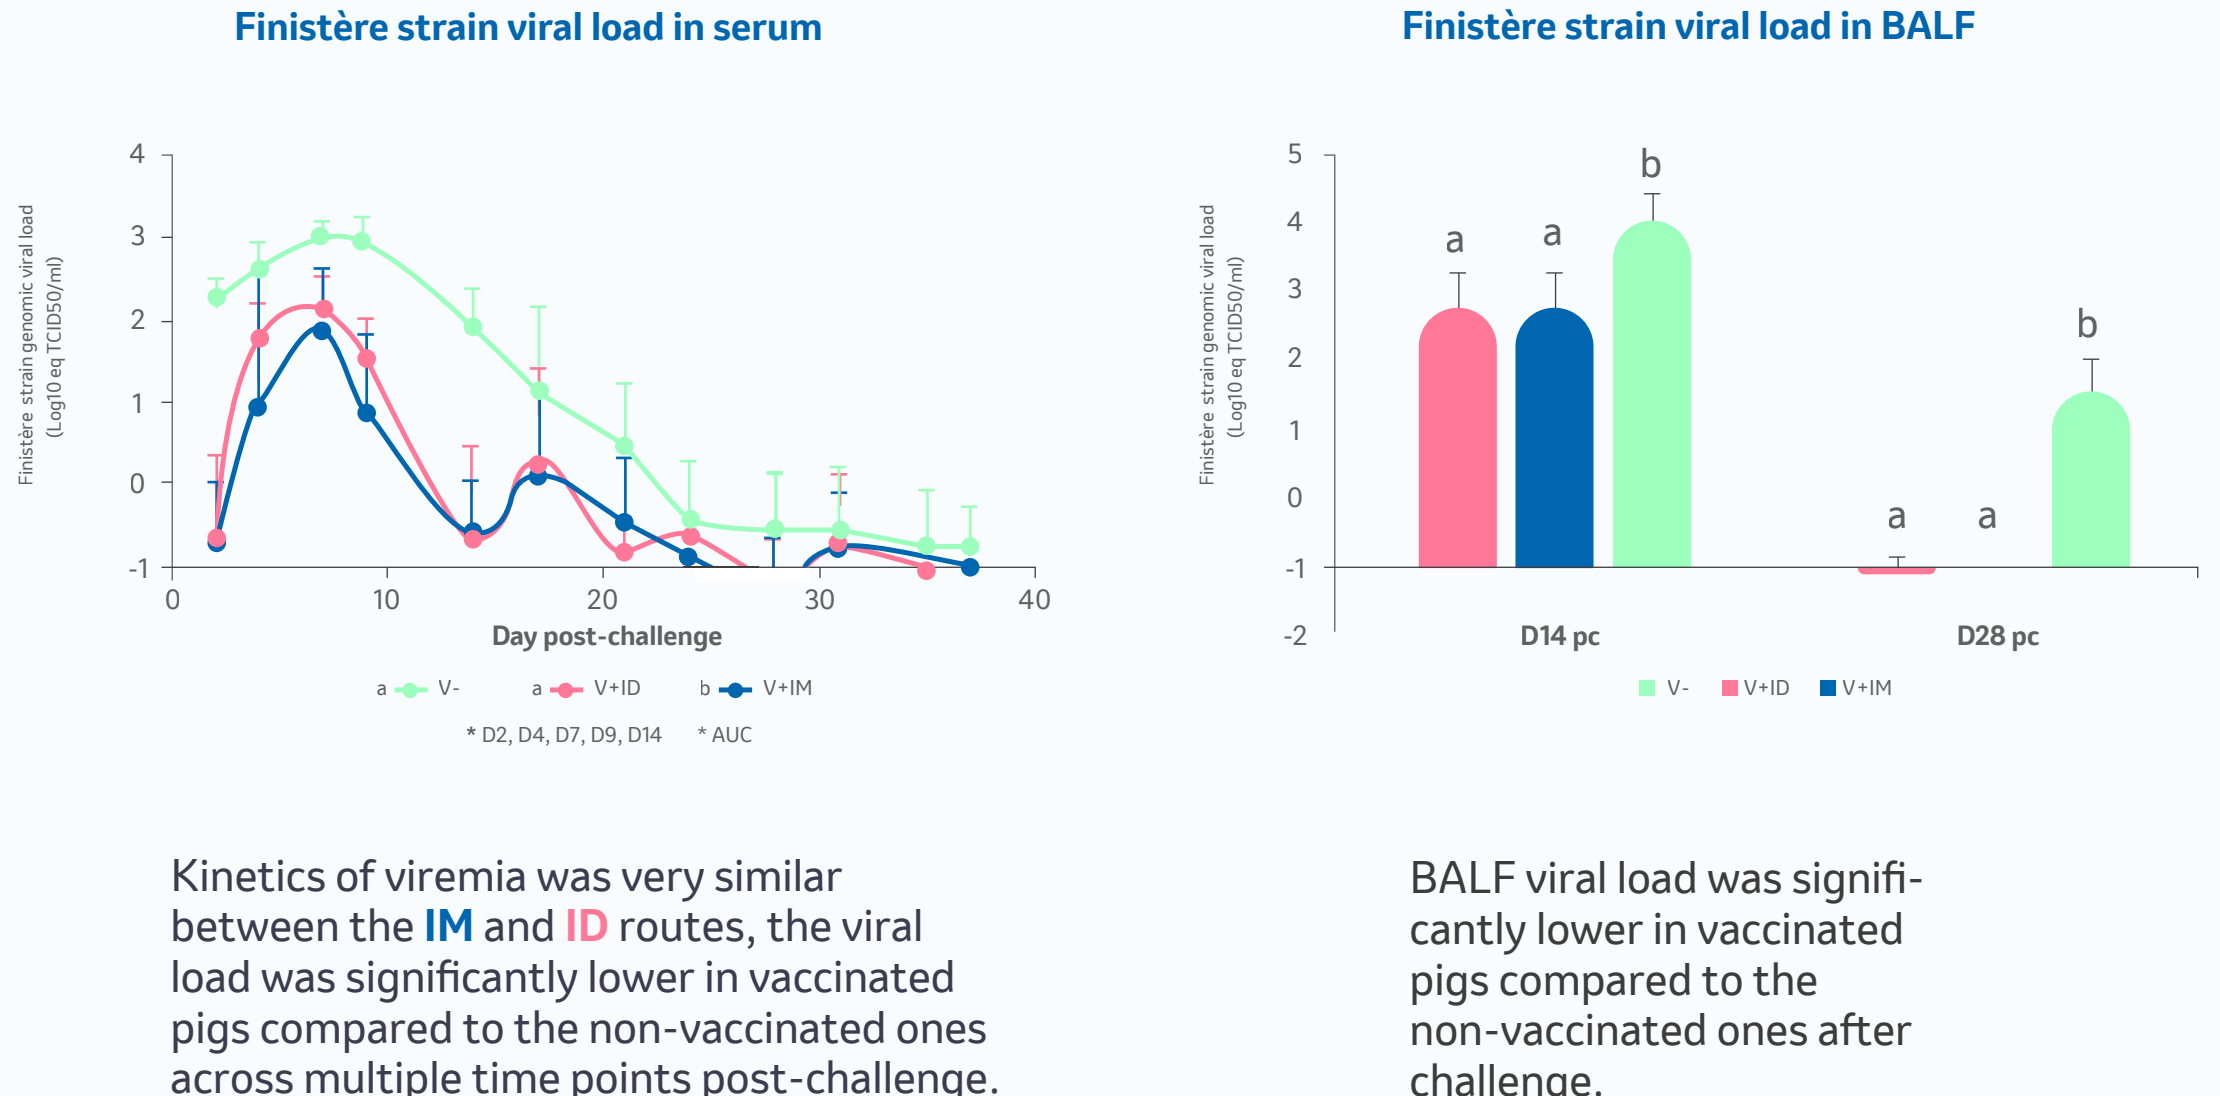 Finistère strain viral load in serum
Finistère strain genomic viral load
(Log10 eq TCID50/ml)
4
3
2
1
0
-1
0 10 20 30 40
Day post-challenge
a V- a V+ID b V+IM
* D2, D4, D7, D9, D14 * AUC
Kinetics of viremia was very similar
between the IM and ID routes, the viral
load was significantly lower in vaccinated
pigs compared to the non-vaccinated ones
across multiple time points post-challenge.
Finistère strain viral load in BALF
Finistère strain genomic viral load
(Log10 eq TCID50/ml)
5
4
3
2
1
0
-1
-2
a a b
a a b
D14 pc D28 pc
V- V+ID V+IM
BALF viral load was signifi-
cantly lower in vaccinated
pigs compared to the
non-vaccinated ones after
challenge.